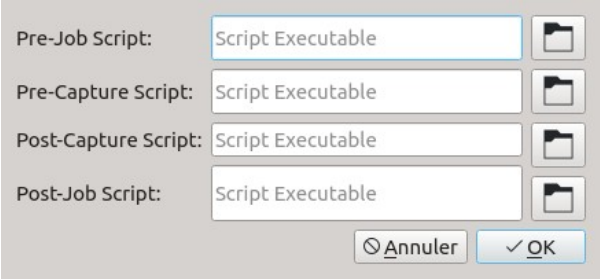 Pre-Job Script: Script Executable
Pre-Capture Script: Script Executable
Post-Capture Script: Script Executable
Post-Job Script: Script Executable
Annuler OK